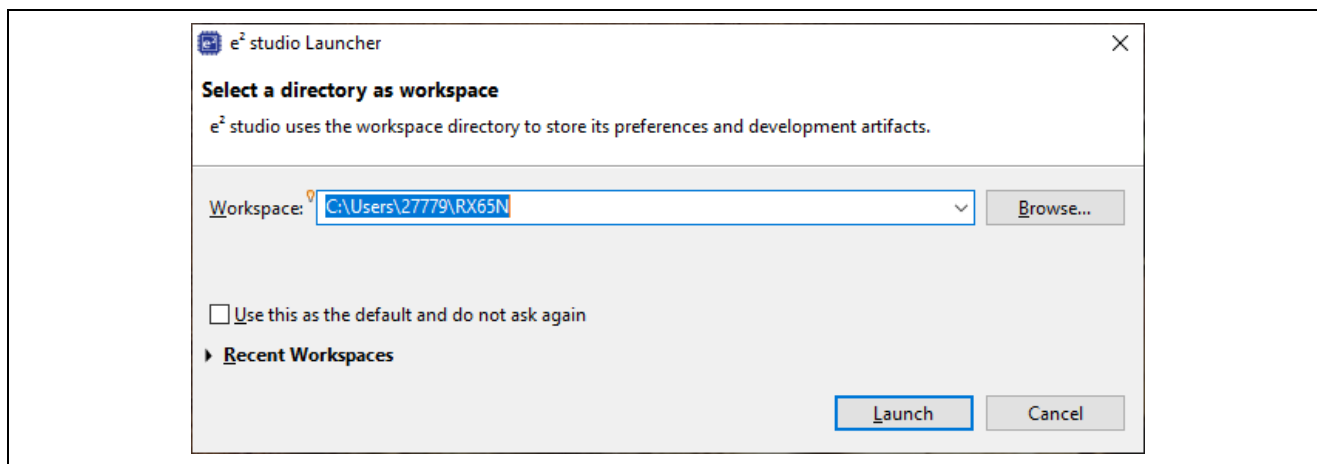 e² studio Launcher
Select a directory as workspace
e² studio uses the workspace directory to store its preferences and development artifacts.
Workspace: C:\Users\27779\RX65N Browse...
Use this as the default and do not ask again
Recent Workspaces
Launch Cancel